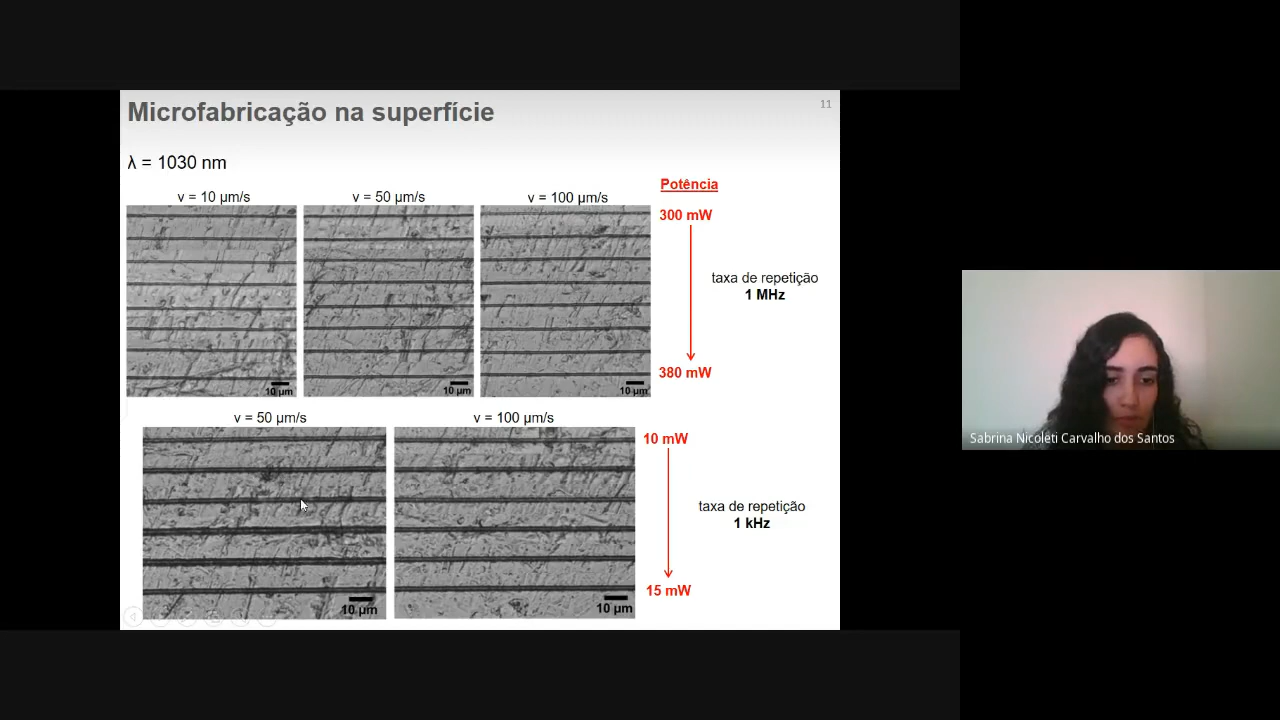 Microfabricação na superfície
11
λ = 1030 nm
Potência
v = 10 µm/s
v = 50 µm/s
v = 100 µm/s
300 mW
taxa de repetição
1 MHz
380 mW
10 µm
10 µm
10 µm
v = 50 µm/s
v = 100 µm/s
10 mW
taxa de repetição
1 kHz
15 mW
10 µm
10 µm
Sabrina Nicoleti Carvalho dos Santos